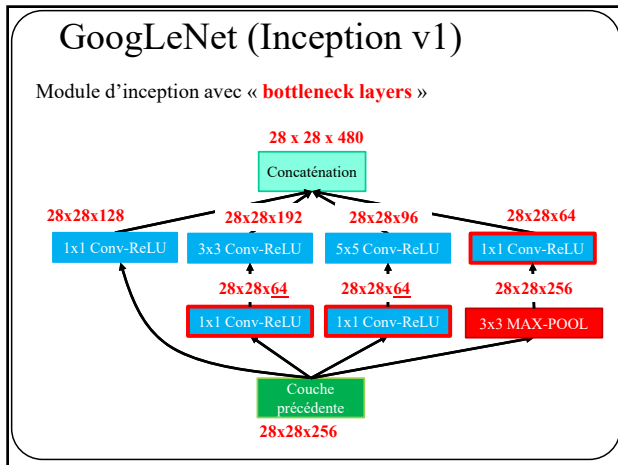 GoogLeNet (Inception v1)
Module d’inception avec « bottleneck layers »
28 x 28 x 480
Concaténation
28x28x128 28x28x192 28x28x96 28x28x64
1x1 Conv-ReLU 3x3 Conv-ReLU 5x5 Conv-ReLU 1x1 Conv-ReLU
28x28x64 28x28x64 28x28x256
1x1 Conv-ReLU 1x1 Conv-ReLU 3x3 MAX-POOL
Couche
précédente
28x28x256